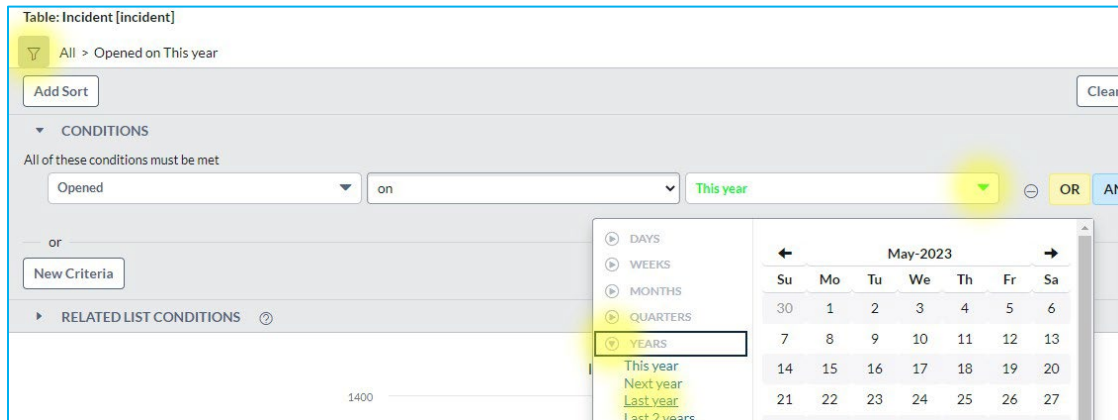 Table: Incident [incident]
All > Opened on This year
Add Sort
Clear
CONDITIONS
All of these conditions must be met
Opened
on
This year
OR
AN
or
New Criteria
RELATED LIST CONDITIONS
DAYS
WEEKS
MONTHS
QUARTERS
YEARS
This year
Next year
Last year
Last 2 years
May-2023
Su Mo Tu We Th Fr Sa
30 1 2 3 4 5 6
7 8 9 10 11 12 13
14 15 16 17 18 19 20
21 22 23 24 25 26 27
1400